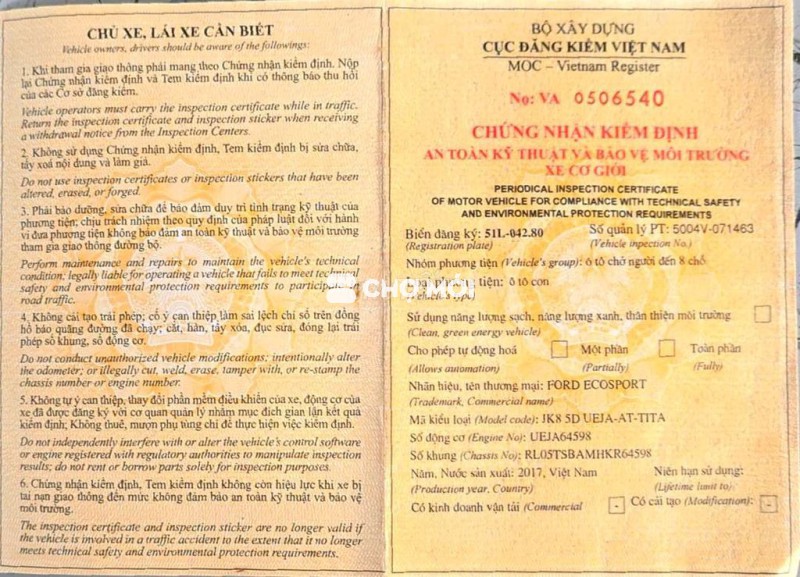 CHỦ XE, LÁI XE CẦN BIẾT
Vehicle owners, drivers should be aware of the followings:
1. Khi tham gia giao thông phải mang theo Chứng nhận kiểm định. Nộp
lại Chứng nhận kiểm định và Tem kiểm định khi có thông báo thu hồi
của các Cơ sở đăng kiểm.
Vehicle operators must carry the inspection certificate while in traffic.
Return the inspection certificate and inspection sticker when receiving
a withdrawal notice from the Inspection Centers.
2. Không sử dụng Chứng nhận kiểm định, Tem kiểm định bị sửa chữa,
tẩy xoá nội dung và làm giả.
Do not use inspection certificates or inspection stickers that have been
altered, erased, or forged.
3. Phải bảo dưỡng, sửa chữa để bảo đảm duy trì tình trạng kỹ thuật của
phương tiện; chịu trách nhiệm theo quy định của pháp luật đối với hành
vi đưa phương tiện không bảo đảm an toàn kỹ thuật và bảo vệ môi trường
tham gia giao thông đường bộ.
Perform maintenance and repairs to maintain the vehicle's technical
condition; legally liable for operating a vehicle that fails to meet technical
safety and environmental protection requirements to participate in
road traffic.
4. Không cải tạo trái phép; cố ý can thiệp làm sai lệch chỉ số trên đồng
hồ báo quãng đường đã chạy; cắt, hàn, tẩy xóa, đục sửa, đóng lại trái
phép số khung, số động cơ.
Do not conduct unauthorized vehicle modifications; intentionally alter
the odometer; or illegally cut, weld, erase, tamper with, or re-stamp the
chassis number or engine number.
5. Không tự ý can thiệp, thay đổi phần mềm điều khiển của xe, động cơ của
xe đã được đăng ký với cơ quan quản lý nhằm mục đích gian lận kết quả
kiểm định; Không thuê, mượn phụ tùng chỉ để thực hiện việc kiểm định.
Do not independently interfere with or alter the vehicle's control software
or engine registered with regulatory authorities to manipulate inspection
results; do not rent or borrow parts solely for inspection purposes.
6. Chứng nhận kiểm định, Tem kiểm định không còn hiệu lực khi xe bị
tai nạn giao thông đến mức không đảm bảo an toàn kỹ thuật và bảo vệ
môi trường.
The inspection certificate and inspection sticker are no longer valid if
the vehicle is involved in a traffic accident to the extent that it no longer
meets technical safety and environmental protection requirements.
BỘ XÂY DỰNG
CỤC ĐĂNG KIỂM VIỆT NAM
MOC – Vietnam Register
No: VA 0506540
CHỨNG NHẬN KIỂM ĐỊNH
AN TOÀN KỸ THUẬT VÀ BẢO VỆ MÔI TRƯỜNG
XE CƠ GIỚI
PERIODICAL INSPECTION CERTIFICATE
OF MOTOR VEHICLE FOR COMPLIANCE WITH TECHNICAL SAFETY
AND ENVIRONMENTAL PROTECTION REQUIREMENTS
Biển đăng ký: 51L-042.80 Số quản lý PT: 5004V-071463
(Registration plate) (Vehicle inpection No.)
Nhóm phương tiện (Vehicle's group): ô tô chở người đến 8 chỗ
Loại phương tiện: ô tô con
(Vehicle's type)
CHỢ MỚI
Sử dụng năng lượng sạch, năng lượng xanh, thân thiện môi trường
(Clean, green energy vehicle)
Cho phép tự động hoá Một phần Toàn phần
(Allows automation) (Partially) (Fully)
Nhãn hiệu, tên thương mại: FORD ECOSPORT
(Trademark, Commercial name)
Mã kiểu loại (Model code): JK8 5D UEJA-AT-TITA
Số động cơ (Engine No): UEJA64598
Số khung (Chassis No): RL05TSBAMHKR64598
Năm, Nước sản xuất: 2017, Việt Nam Niên hạn sử dụng:
(Production year, Country) (Lifetime limit to):
Có kinh doanh vận tải (Commercial - Có cải tạo (Modification): -